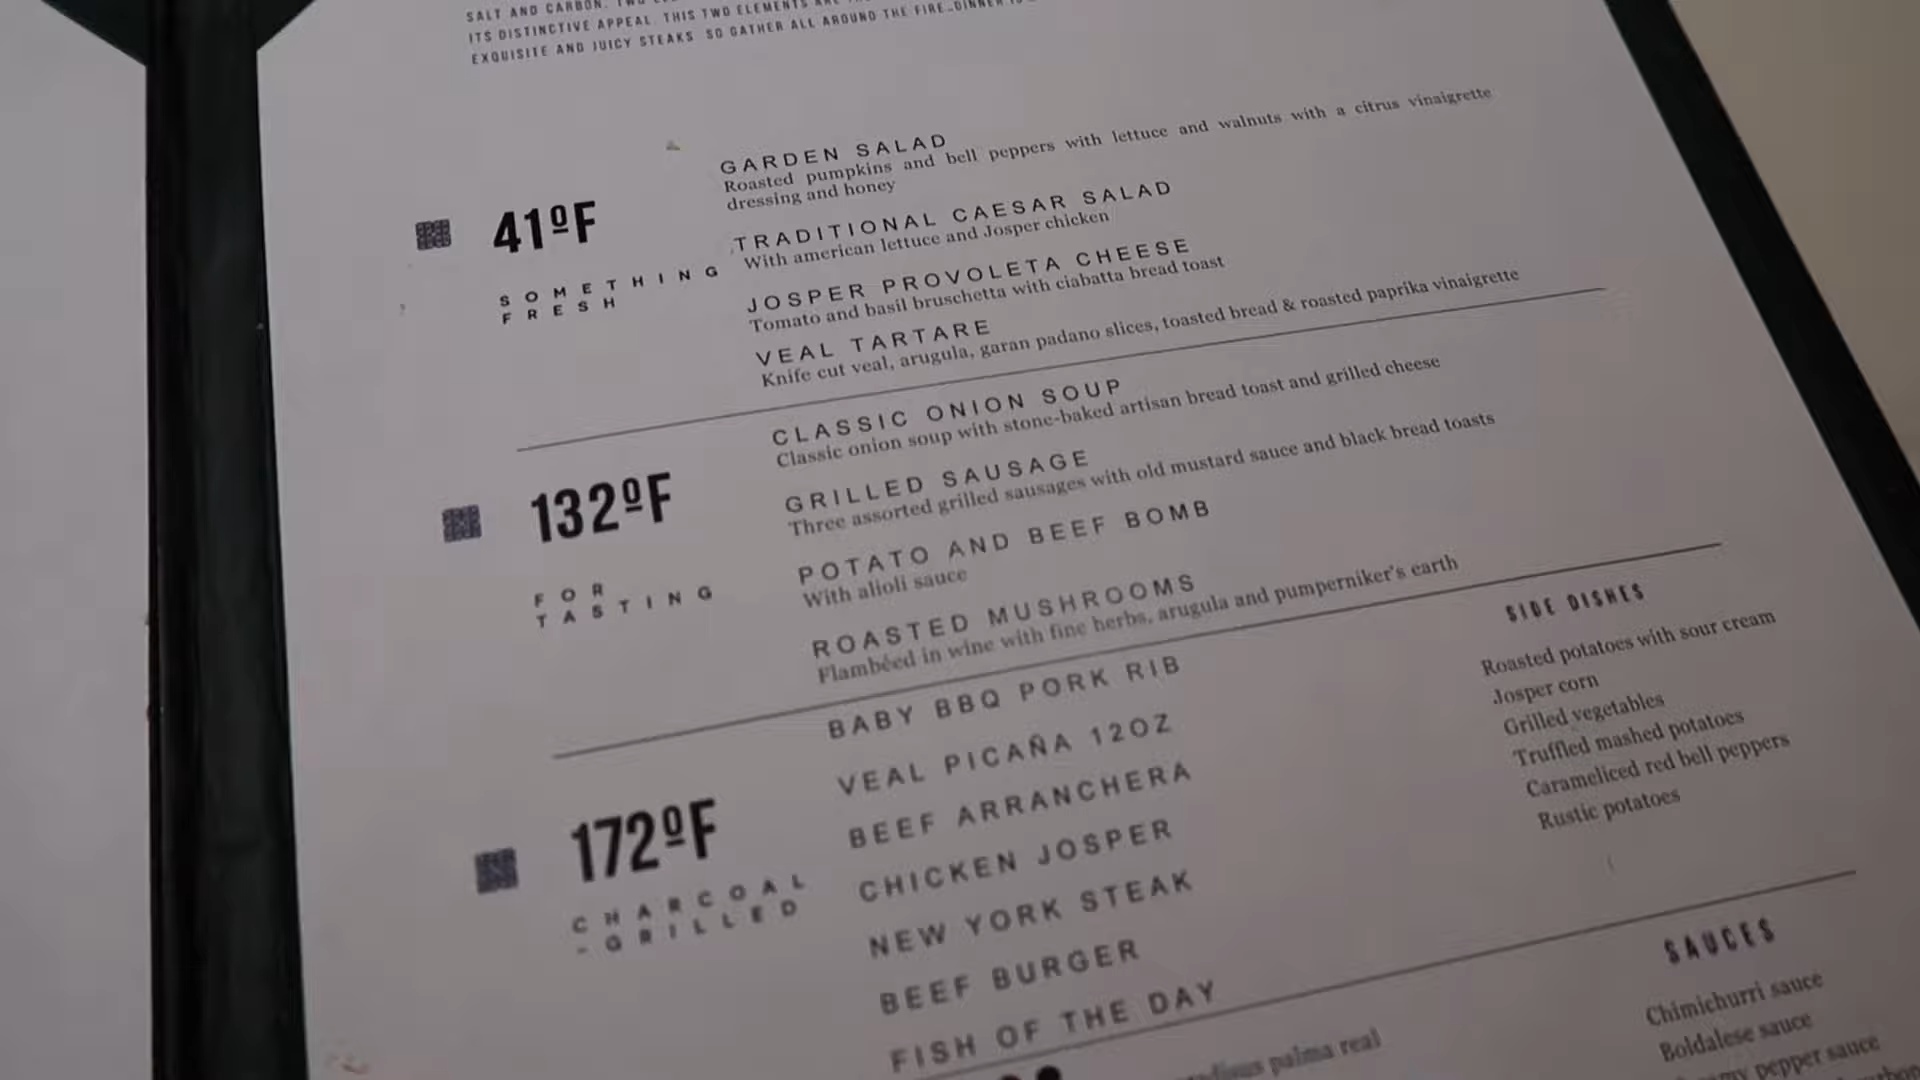 SALT AND CARBON.
ITS DISTINCTIVE APPEAL. THIS TWO ELEMENTS ARE
EXQUISITE AND JUICY STEAKS SO GATHER ALL AROUND THE FIRE..DINNER IS
41ºF
SOMETHING
FRESH
GARDEN SALAD
Roasted pumpkins and bell peppers with lettuce and walnuts with a citrus vinaigrette
dressing and honey
TRADITIONAL CAESAR SALAD
With american lettuce and Josper chicken
JOSPER PROVOLETA CHEESE
Tomato and basil bruschetta with ciabatta bread toast
VEAL TARTARE
Knife cut veal, arugula, garan padano slices, toasted bread & roasted paprika vinaigrette
132ºF
FOR
TASTING
CLASSIC ONION SOUP
Classic onion soup with stone-baked artisan bread toast and grilled cheese
GRILLED SAUSAGE
Three assorted grilled sausages with old mustard sauce and black bread toasts
POTATO AND BEEF BOMB
With alioli sauce
ROASTED MUSHROOMS
Flambéed in wine with fine herbs, arugula and pumperniker's earth
172ºF
CHARCOAL
-GRILLED
BABY BBQ PORK RIB
VEAL PICAÑA 12OZ
BEEF ARRANCHERA
CHICKEN JOSPER
NEW YORK STEAK
BEEF BURGER
FISH OF THE DAY
SIDE DISHES
Roasted potatoes with sour cream
Josper corn
Grilled vegetables
Truffled mashed potatoes
Carameliced red bell peppers
Rustic potatoes
SAUCES
Chimichurri sauce
Boldalese sauce
pepper sauce
palma real